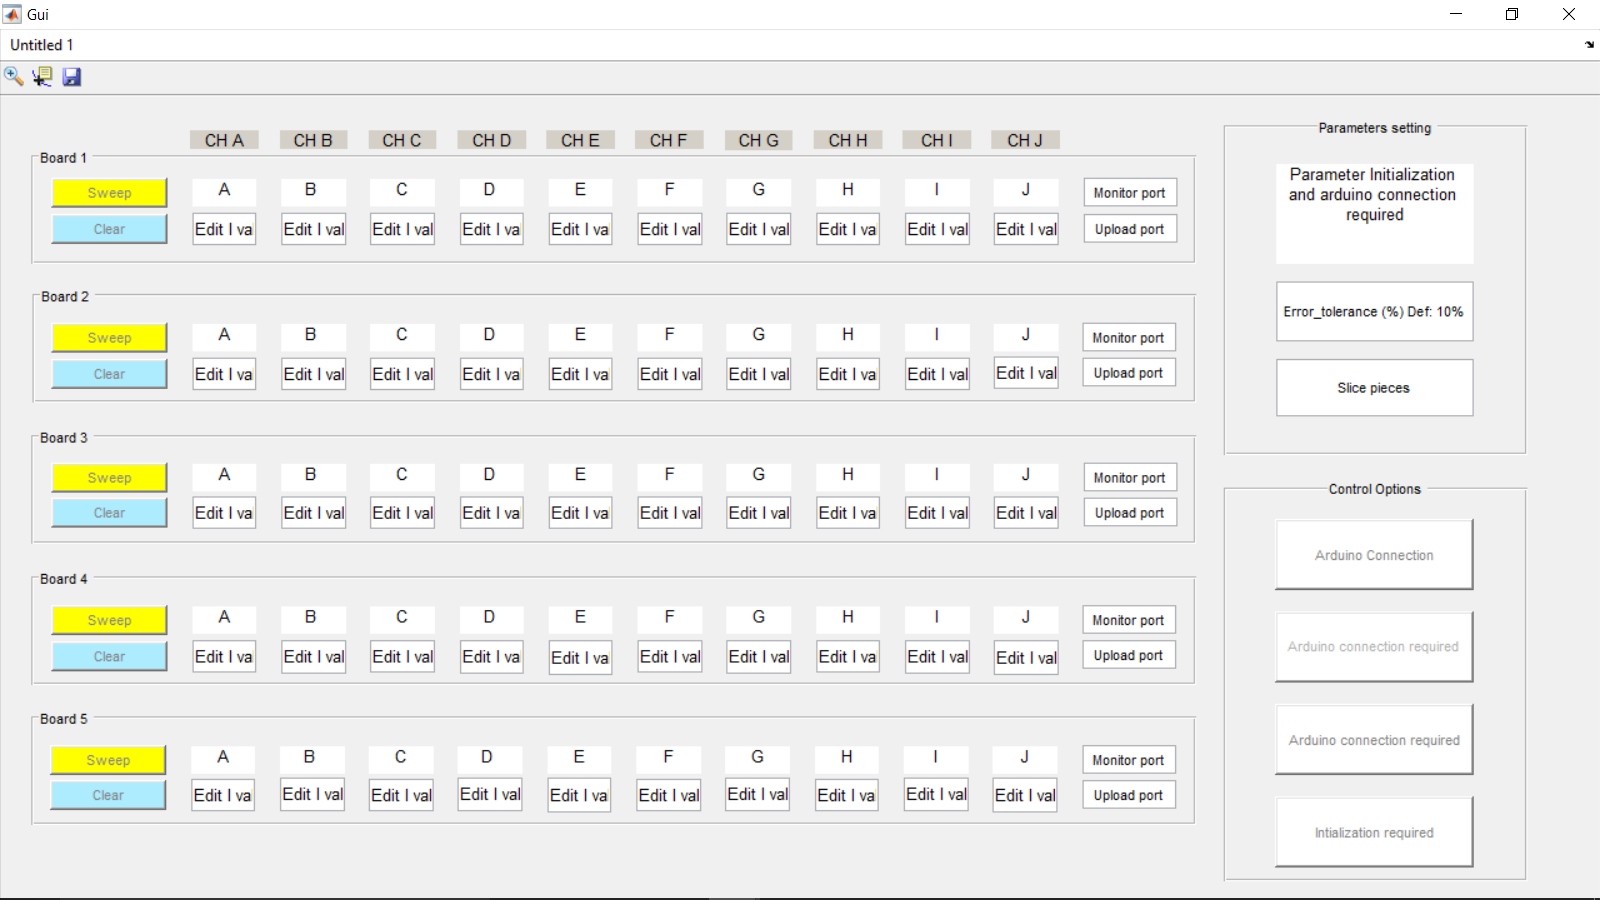 Gui
Untitled 1
CH A CH B CH C CH D CH E CH F CH G CH H CH I CH J
Board 1
Sweep A B C D E F G H I J Monitor port
Clear Edit I va Edit I val Edit I val Edit I va Edit I va Edit I val Edit I val Edit I va Edit I val Edit I val Upload port
Board 2
Sweep A B C D E F G H I J Monitor port
Clear Edit I va Edit I val Edit I val Edit I va Edit I va Edit I val Edit I val Edit I va Edit I val Edit I val Upload port
Board 3
Sweep A B C D E F G H I J Monitor port
Clear Edit I va Edit I val Edit I val Edit I va Edit I va Edit I val Edit I val Edit I va Edit I val Edit I val Upload port
Board 4
Sweep A B C D E F G H I J Monitor port
Clear Edit I va Edit I val Edit I val Edit I va Edit I va Edit I val Edit I val Edit I va Edit I val Edit I val Upload port
Board 5
Sweep A B C D E F G H I J Monitor port
Clear Edit I va Edit I val Edit I val Edit I va Edit I va Edit I val Edit I val Edit I va Edit I val Edit I val Upload port
Parameters setting
Parameter Initialization
and arduino connection
required
Error_tolerance (%) Def: 10%
Slice pieces
Control Options
Arduino Connection
Arduino connection required
Arduino connection required
Intialization required